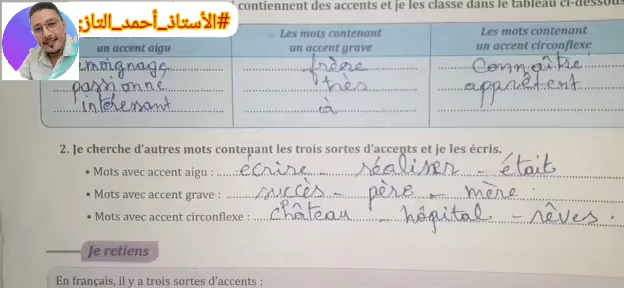 #الأستاذ_أحمد_التازي
contiennent des accents et je les classe dans le tableau ci-dessous
un accent aigu
Les mots contenant un accent grave
Les mots contenant un accent circonflexe
témoignage frère Connaître
passionné très apprêtent
intéressant à
2. Je cherche d'autres mots contenant les trois sortes d'accents et je les écris.
• Mots avec accent aigu : écrire - réaliser - était
• Mots avec accent grave : succès - père - mère.
• Mots avec accent circonflexe : château - hôpital - rêves.
Je retiens
En français, il y a trois sortes d'accents :